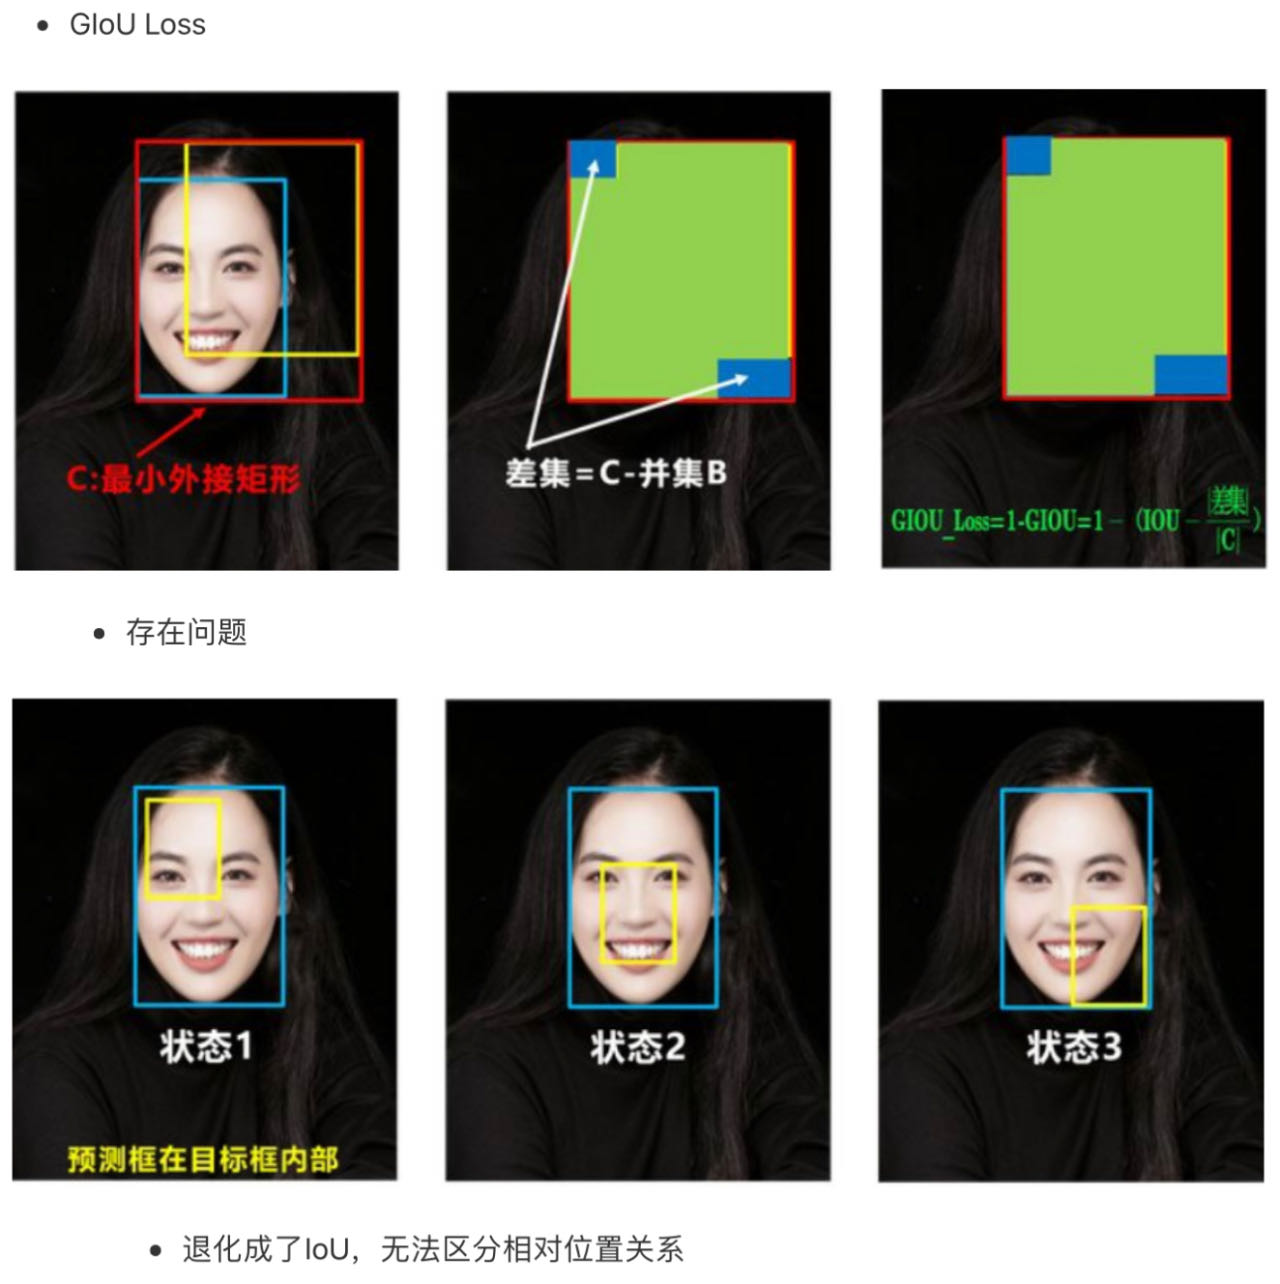 GIoU Loss
C:最小外接矩形
差集=C-并集B
GIOU_Loss=1-GIOU=1-(IOU-|差集|/|C|)
存在问题
状态1
预测框在目标框内部
状态2
状态3
退化成了IoU，无法区分相对位置关系